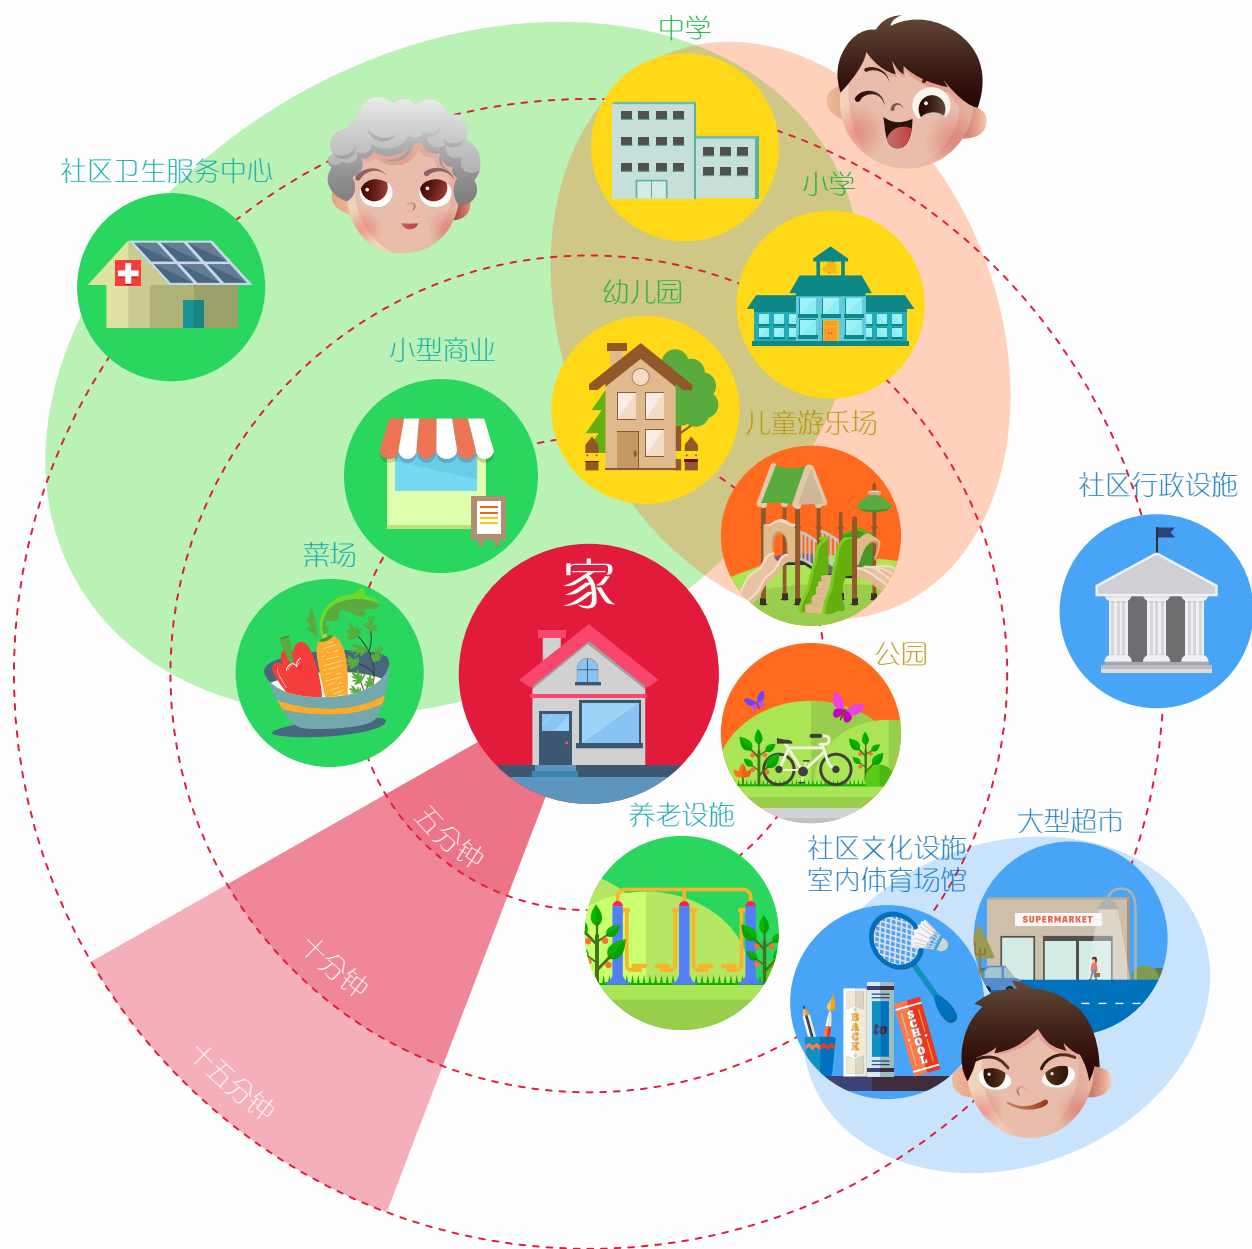 中学
小学
社区卫生服务中心
幼儿园
小型商业
儿童游乐场
社区行政设施
菜场
家
公园
养老设施
大型超市
社区文化设施
室内体育场馆
SUPERMARKET
BACK
to
SCHOOL
五分钟
十分钟
十五分钟